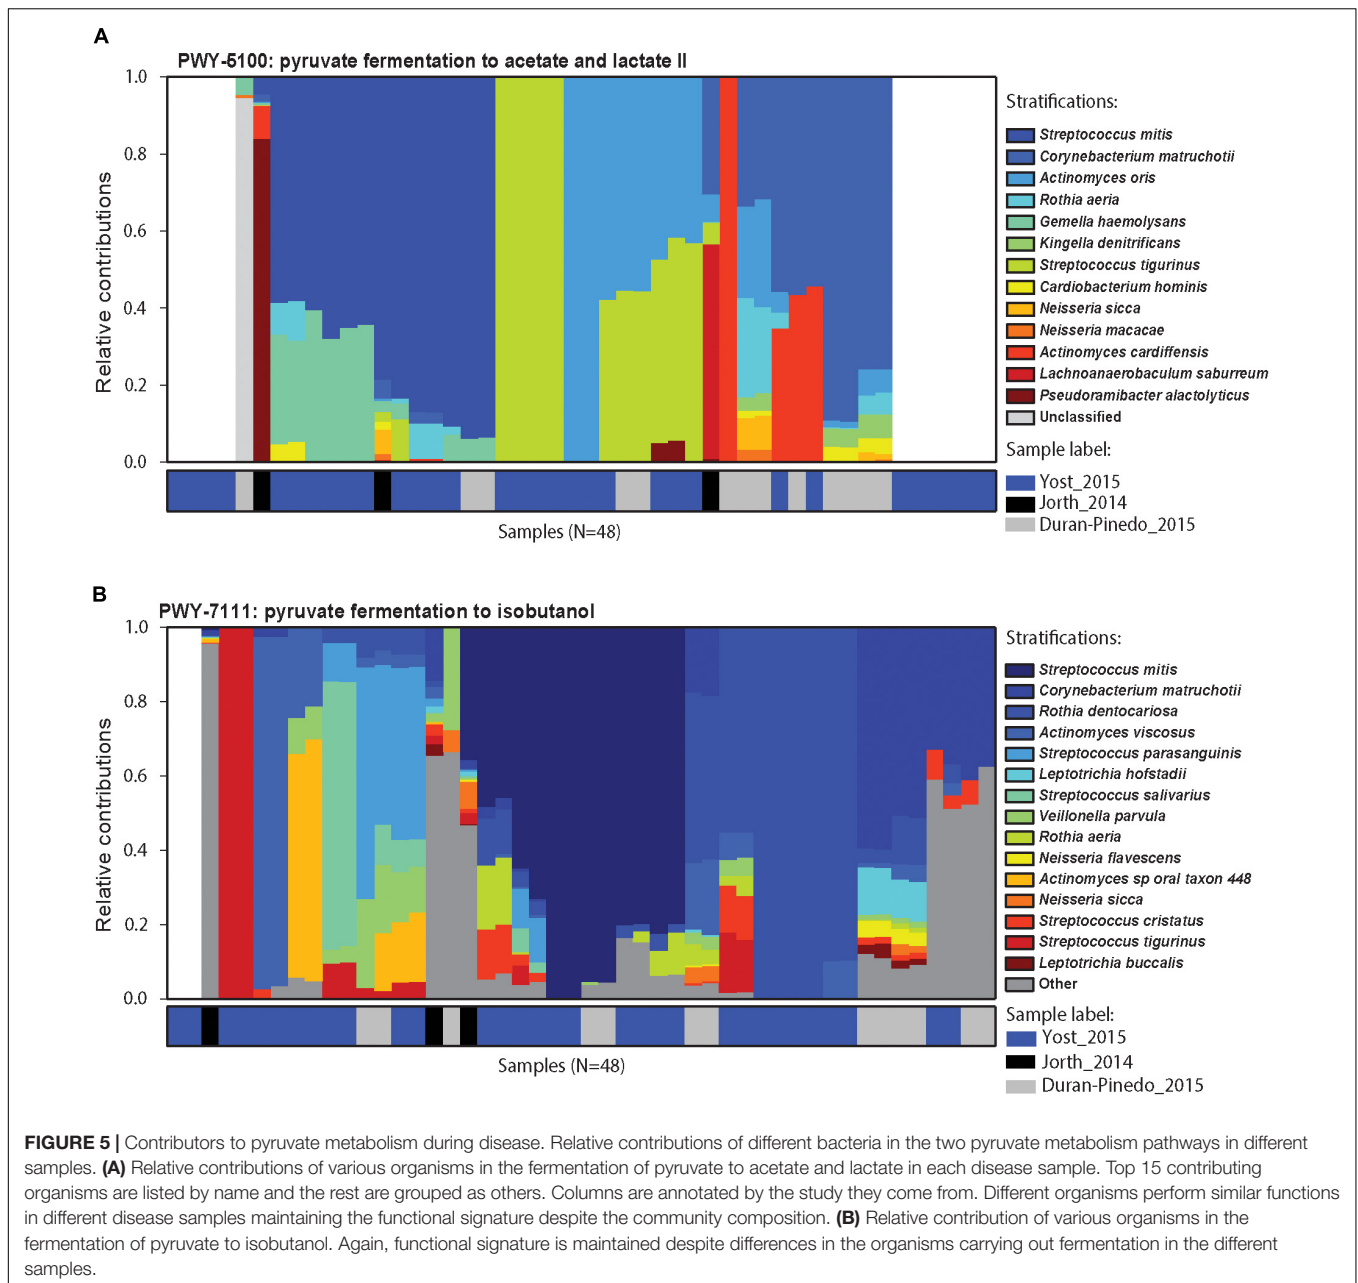 A
PWY-5100: pyruvate fermentation to acetate and lactate II
1.0
0.8
0.6
0.4
0.2
0.0
Relative contributions
Samples (N=48)
Stratifications:
Streptococcus mitis
Corynebacterium matruchotii
Actinomyces oris
Rothia aeria
Gemella haemolysans
Kingella denitrificans
Streptococcus tigurinus
Cardiobacterium hominis
Neisseria sicca
Neisseria macacae
Actinomyces cardiffensis
Lachnoanaerobaculum saburreum
Pseudoramibacter alactolyticus
Unclassified
Sample label:
Yost_2015
Jorth_2014
Duran-Pinedo_2015
B
PWY-7111: pyruvate fermentation to isobutanol
1.0
0.8
0.6
0.4
0.2
0.0
Relative contributions
Samples (N=48)
Stratifications:
Streptococcus mitis
Corynebacterium matruchotii
Rothia dentocariosa
Actinomyces viscosus
Streptococcus parasanguinis
Leptotrichia hofstadii
Streptococcus salivarius
Veillonella parvula
Rothia aeria
Neisseria flavescens
Actinomyces sp oral taxon 448
Neisseria sicca
Streptococcus cristatus
Streptococcus tigurinus
Leptotrichia buccalis
Other
Sample label:
Yost_2015
Jorth_2014
Duran-Pinedo_2015
FIGURE 5 | Contributors to pyruvate metabolism during disease. Relative contributions of different bacteria in the two pyruvate metabolism pathways in different
samples. (A) Relative contributions of various organisms in the fermentation of pyruvate to acetate and lactate in each disease sample. Top 15 contributing
organisms are listed by name and the rest are grouped as others. Columns are annotated by the study they come from. Different organisms perform similar functions
in different disease samples maintaining the functional signature despite the community composition. (B) Relative contribution of various organisms in the
fermentation of pyruvate to isobutanol. Again, functional signature is maintained despite differences in the organisms carrying out fermentation in the different
samples.